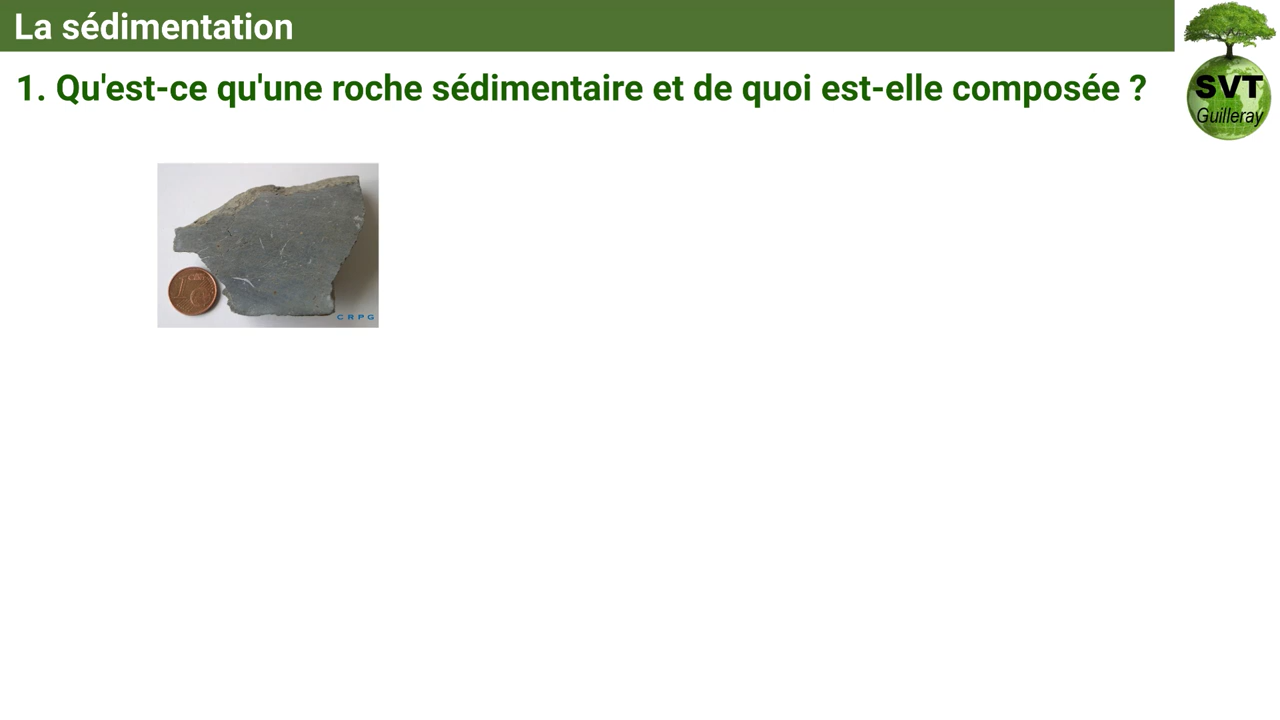 La sédimentation
1. Qu'est-ce qu'une roche sédimentaire et de quoi est-elle composée ?
SVT
Guilleray
1
CRPG